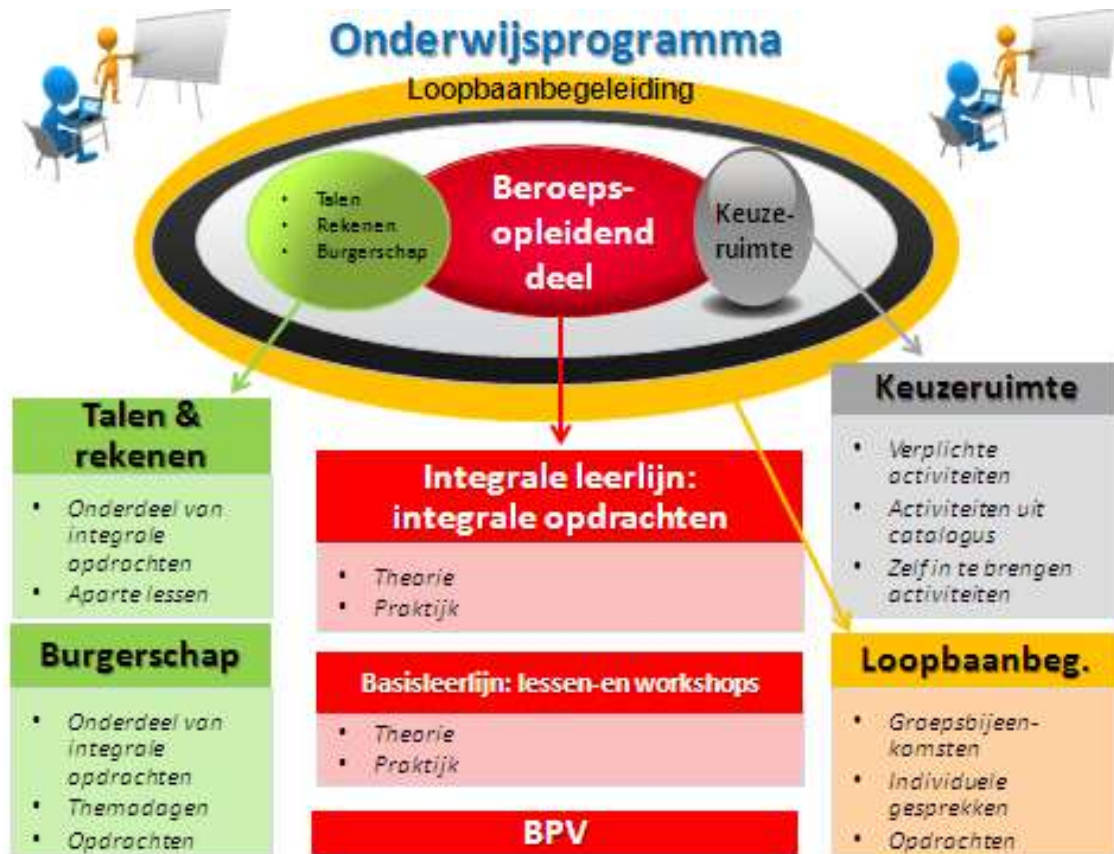 Onderwijsprogramma
Loopbaanbegeleiding
• Talen
• Rekenen
• Burgerschap
Beroeps-
opleidend
deel
Keuze-
ruimte
Talen &
rekenen
• Onderdeel van
integrale
opdrachten
• Aparte lessen
Burgerschap
• Onderdeel van
integrale
opdrachten
• Themadagen
• Opdrachten
Integrale leerlijn:
integrale opdrachten
• Theorie
• Praktijk
Basisleerlijn: lessen-en workshops
• Theorie
• Praktijk
BPV
Keuzeruimte
• Verplichte
activiteiten
• Activiteiten uit
catalogus
• Zelf in te brengen
activiteiten
Loopbaanbeg.
• Groepsbijeen-
komsten
• Individuele
gesprekken
• Opdrachten